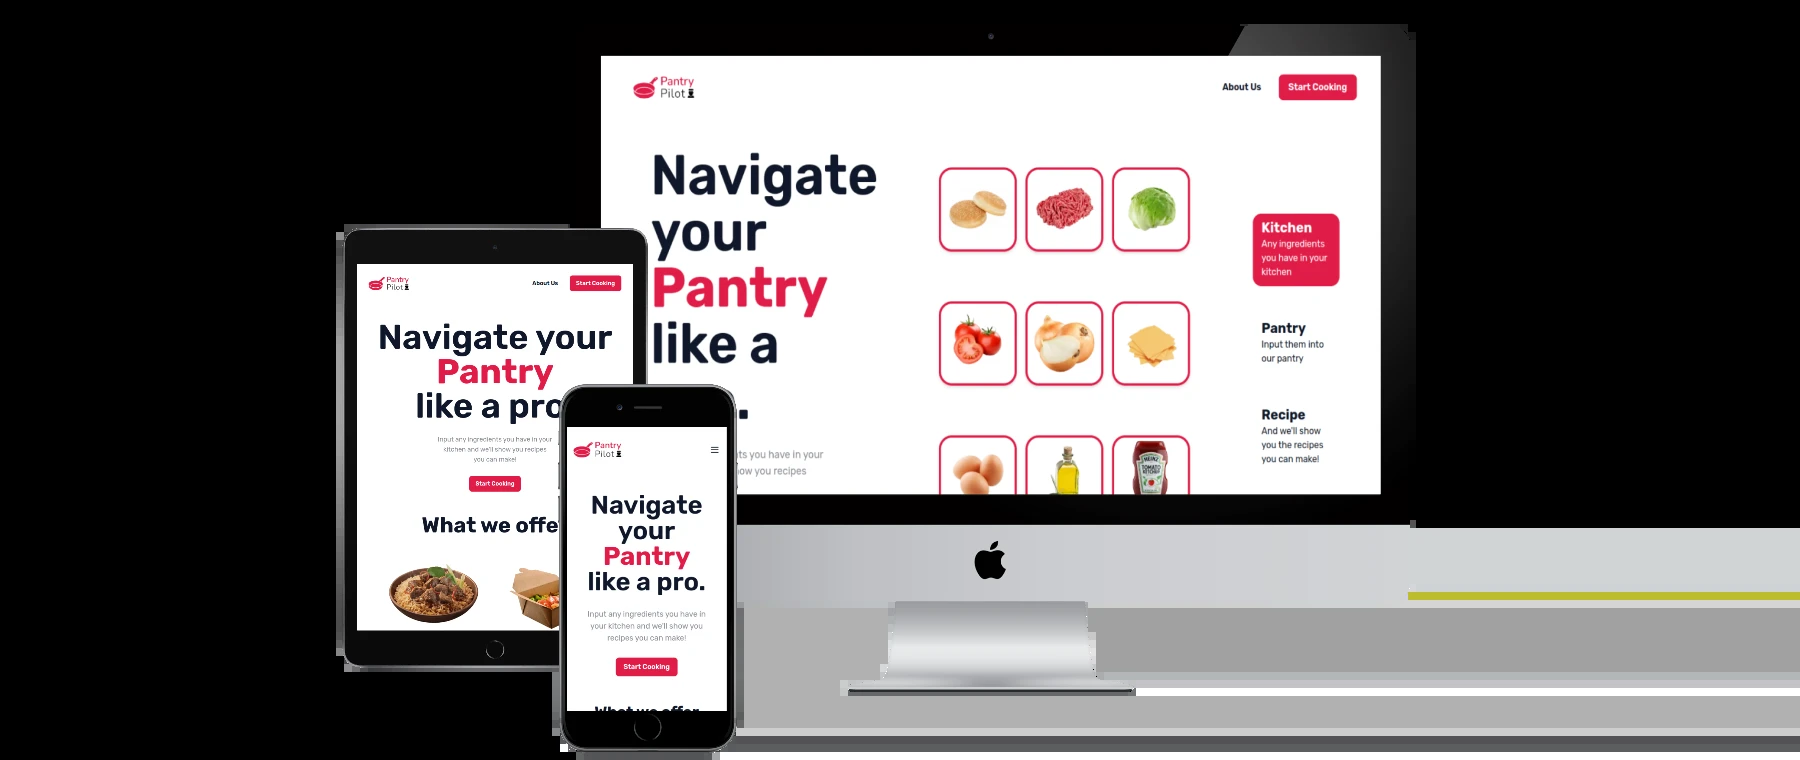 Pantry
Pilot
About Us
Start Cooking
Navigate
your
Pantry
like a
.
ts you have in your
ow you recipes
Kitchen
Any ingredients
you have in your
kitchen
Pantry
Input them into
our pantry
Recipe
And we'll show
you the recipes
you can make!
HEINZ
TOMATO
KETCHUP
Pantry
Pilot
About Us
Start Cooking
Navigate your
Pantry
like a pro
Input any ingredients you have in your
kitchen and we'll show you recipes
you can make!
Start Cooking
What we offe
Pantry
Pilot
Navigate
your
Pantry
like a pro.
Input any ingredients you have in
your kitchen and we'll show you
recipes you can make!
Start Cooking
What we offer